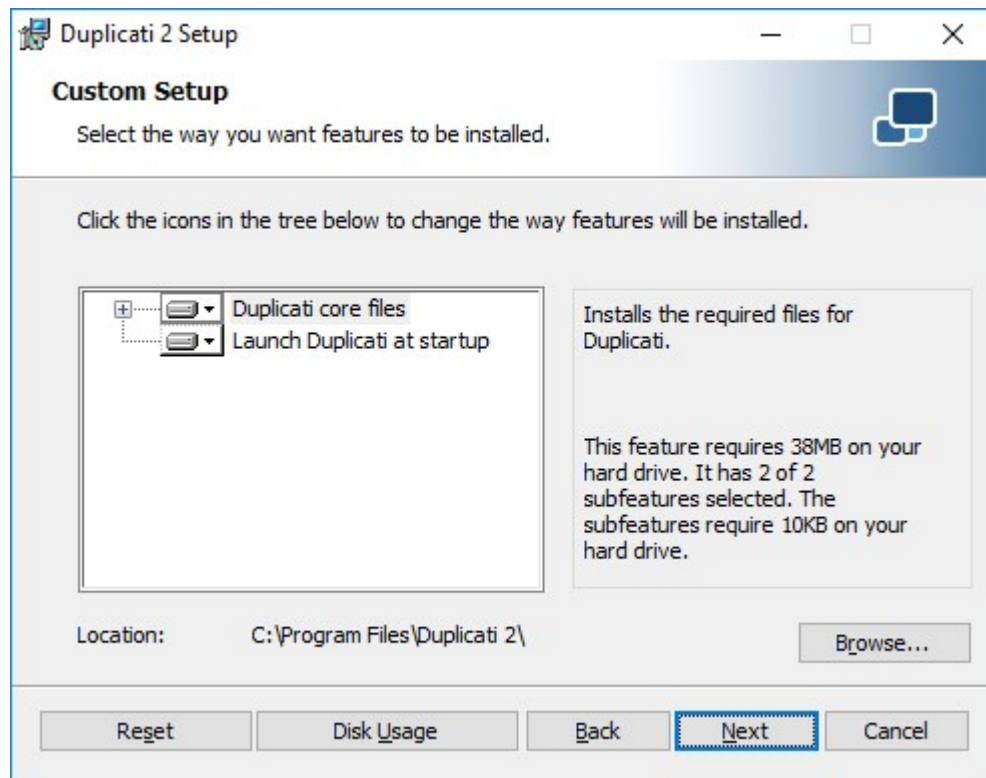 Duplicati 2 Setup
Custom Setup
Select the way you want features to be installed.
Click the icons in the tree below to change the way features will be installed.
Duplicati core files
Launch Duplicati at startup
Installs the required files for
Duplicati.
This feature requires 38MB on your
hard drive. It has 2 of 2
subfeatures selected. The
subfeatures require 10KB on your
hard drive.
Location: C:\Program Files\Duplicati 2\
Browse...
Reset Disk Usage Back Next Cancel